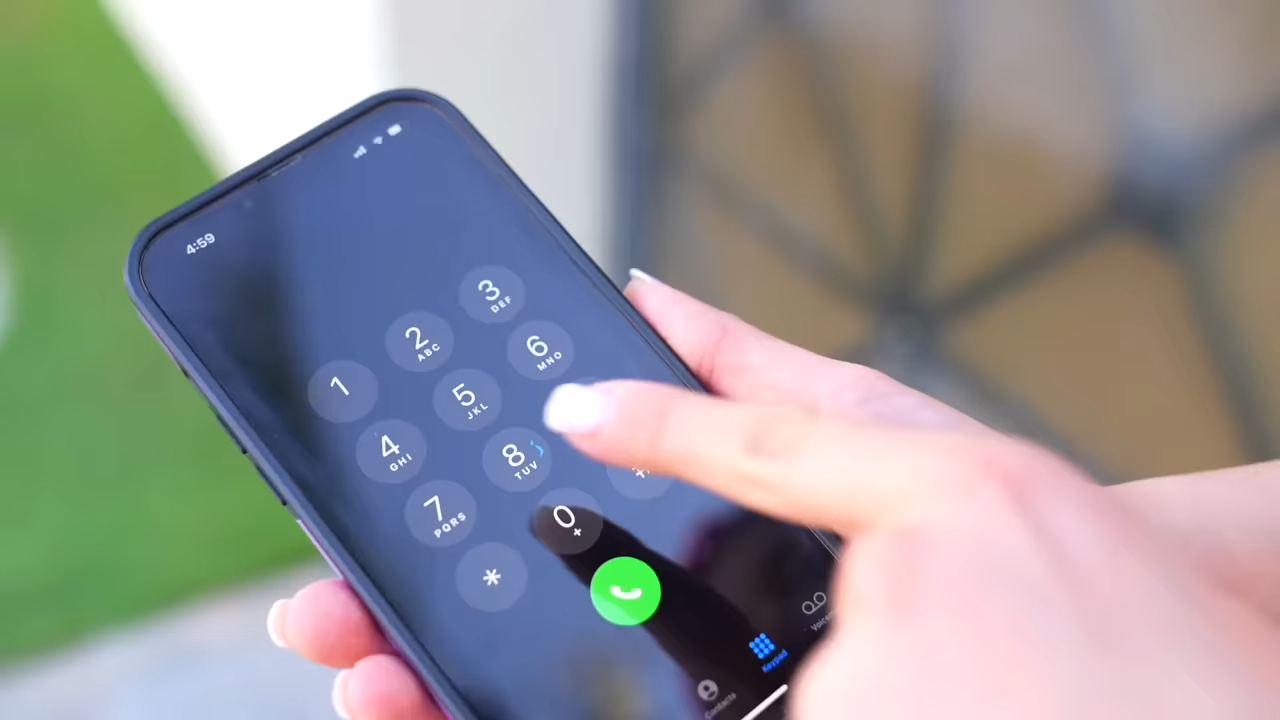 4:59
1
2
ABC
3
DEF
4
GHI
5
JKL
6
MNO
7
PQRS
8
TUV
*
0
+
#
Contacts
Keypad